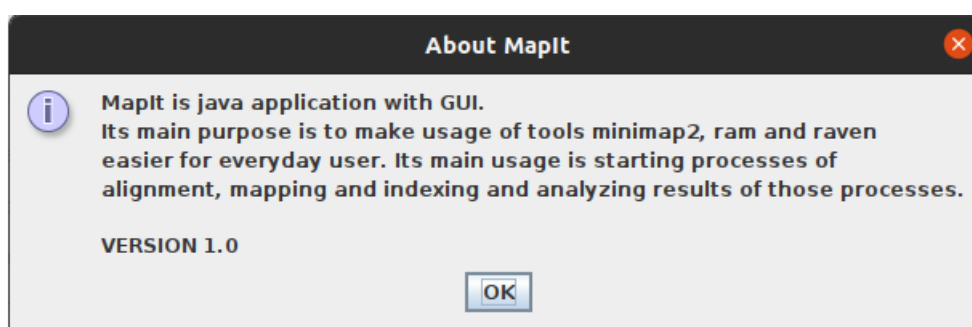 About MapIt
MapIt is java application with GUI.
Its main purpose is to make usage of tools minimap2, ram and raven
easier for everyday user. Its main usage is starting processes of
alignment, mapping and indexing and analyzing results of those processes.
VERSION 1.0
OK